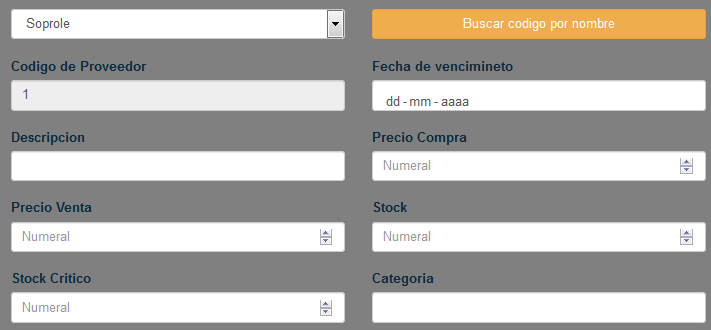 Soprole
Buscar codigo por nombre
Codigo de Proveedor
Fecha de vencimineto
1
dd - mm - aaaa
Descripcion
Precio Compra
Numeral
Precio Venta
Stock
Numeral
Numeral
Stock Critico
Categoria
Numeral